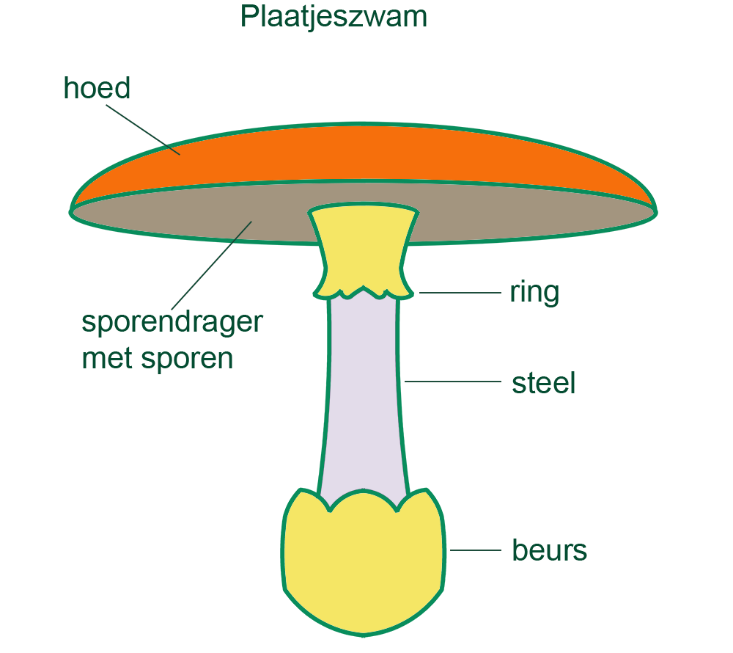 Plaatjeszwam
hoed
sporendrager
met sporen
ring
steel
beurs